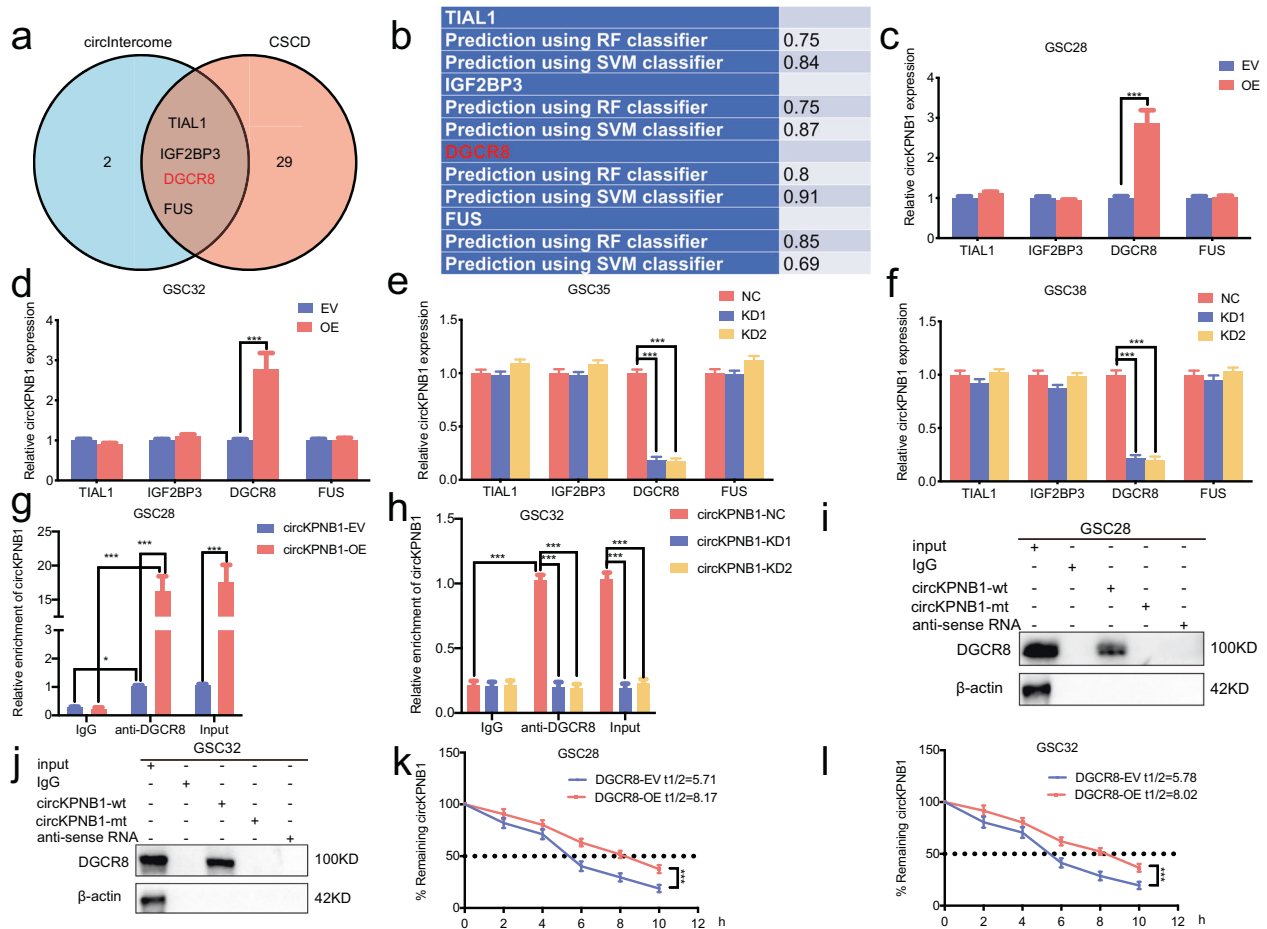 a
circIntercome
CSCD
2
TIAL1
IGF2BP3
DGCR8
FUS
29
b
TIAL1
Prediction using RF classifier 0.75
Prediction using SVM classifier 0.84
IGF2BP3
Prediction using RF classifier 0.75
Prediction using SVM classifier 0.87
DGCR8
Prediction using RF classifier 0.8
Prediction using SVM classifier 0.91
FUS
Prediction using RF classifier 0.85
Prediction using SVM classifier 0.69
c
GSC28
EV
OE
Relative circKPNB1 expression
4
3
2
1
0
***
TIAL1 IGF2BP3 DGCR8 FUS
d
GSC32
EV
OE
Relative circKPNB1 expression
4
3
2
1
0
***
TIAL1 IGF2BP3 DGCR8 FUS
e
GSC35
NC
KD1
KD2
Relative circKPNB1 expression
1.5
1.0
0.5
0.0
***
***
TIAL1 IGF2BP3 DGCR8 FUS
f
GSC38
NC
KD1
KD2
Relative circKPNB1 expression
1.5
1.0
0.5
0.0
***
***
TIAL1 IGF2BP3 DGCR8 FUS
g
GSC28
circKPNB1-EV
circKPNB1-OE
Relative enrichment of circKPNB1
25
20
15
10
3
2
1
0
*** *** ***
*
IgG anti-DGCR8 Input
h
GSC32
circKPNB1-NC
circKPNB1-KD1
circKPNB1-KD2
Relative enrichment of circKPNB1
1.5
1.0
0.5
0.0
*** *** ***
*** ***
IgG anti-DGCR8 Input
i
GSC28
input + - - - -
IgG - + - - -
circKPNB1-wt - - + - -
circKPNB1-mt - - - + -
anti-sense RNA - - - - +
DGCR8 100KD
β-actin 42KD
j
GSC32
input + - - - -
IgG - + - - -
circKPNB1-wt - - + - -
circKPNB1-mt - - - + -
anti-sense RNA - - - - +
DGCR8 100KD
β-actin 42KD
k
GSC28
DGCR8-EV t1/2=5.71
DGCR8-OE t1/2=8.17
% Remaining circKPNB1
150
100
50
0
***
0 2 4 6 8 10 12 h
l
GSC32
DGCR8-EV t1/2=5.78
DGCR8-OE t1/2=8.02
% Remaining circKPNB1
150
100
50
0
***
0 2 4 6 8 10 12 h